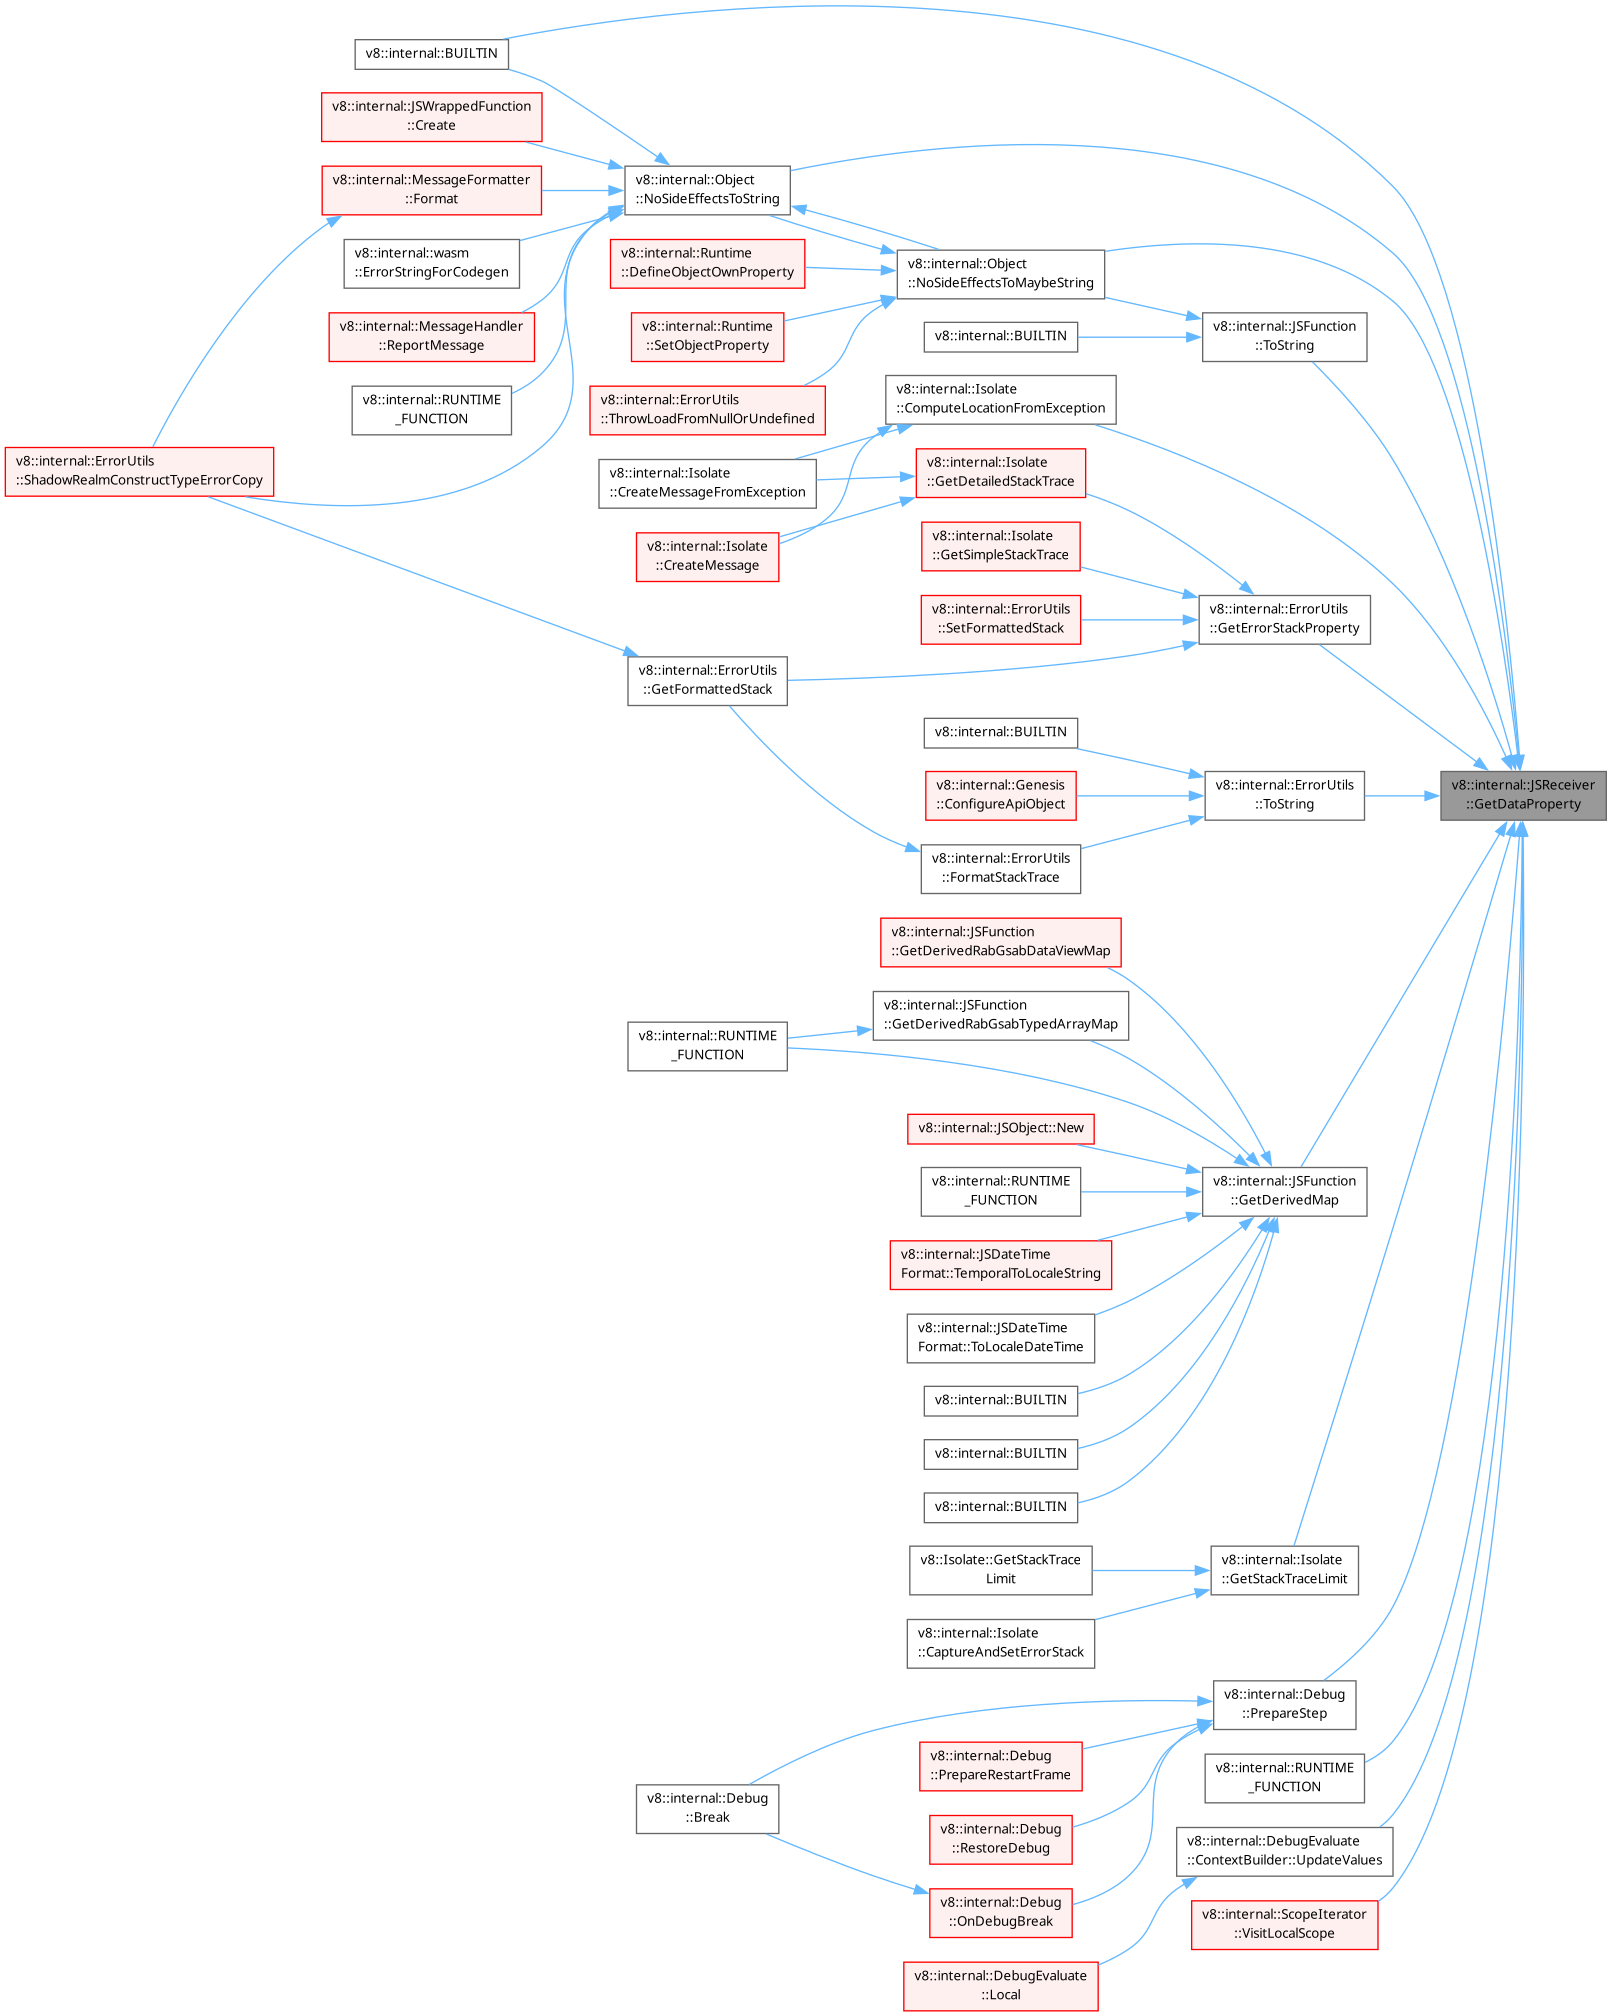 v8::internal::BUILTIN
v8::internal::JSWrappedFunction
::Create
v8::internal::MessageFormatter
::Format
v8::internal::wasm
::ErrorStringForCodegen
v8::internal::MessageHandler
::ReportMessage
v8::internal::RUNTIME
_FUNCTION
v8::internal::ErrorUtils
::ShadowRealmConstructTypeErrorCopy
v8::internal::Object
::NoSideEffectsToString
v8::internal::Runtime
::DefineObjectOwnProperty
v8::internal::Runtime
::SetObjectProperty
v8::internal::ErrorUtils
::ThrowLoadFromNullOrUndefined
v8::internal::Isolate
::CreateMessageFromException
v8::internal::Isolate
::CreateMessage
v8::internal::ErrorUtils
::GetFormattedStack
v8::internal::Object
::NoSideEffectsToMaybeString
v8::internal::BUILTIN
v8::internal::JSFunction
::ToString
v8::internal::Isolate
::ComputeLocationFromException
v8::internal::Isolate
::GetDetailedStackTrace
v8::internal::Isolate
::GetSimpleStackTrace
v8::internal::ErrorUtils
::SetFormattedStack
v8::internal::ErrorUtils
::GetErrorStackProperty
v8::internal::BUILTIN
v8::internal::Genesis
::ConfigureApiObject
v8::internal::ErrorUtils
::FormatStackTrace
v8::internal::ErrorUtils
::ToString
v8::internal::JSReceiver
::GetDataProperty
v8::internal::JSFunction
::GetDerivedRabGsabDataViewMap
v8::internal::JSFunction
::GetDerivedRabGsabTypedArrayMap
v8::internal::RUNTIME
_FUNCTION
v8::internal::JSObject::New
v8::internal::RUNTIME
_FUNCTION
v8::internal::JSFunction
::GetDerivedMap
v8::internal::JSDateTime
Format::TemporalToLocaleString
v8::internal::JSDateTime
Format::ToLocaleDateTime
v8::internal::BUILTIN
v8::internal::BUILTIN
v8::internal::BUILTIN
v8::Isolate::GetStackTrace
Limit
v8::internal::Isolate
::GetStackTraceLimit
v8::internal::Isolate
::CaptureAndSetErrorStack
v8::internal::Debug
::PrepareStep
v8::internal::Debug
::PrepareRestartFrame
v8::internal::RUNTIME
_FUNCTION
v8::internal::Debug
::Break
v8::internal::Debug
::RestoreDebug
v8::internal::DebugEvaluate
::ContextBuilder::UpdateValues
v8::internal::Debug
::OnDebugBreak
v8::internal::ScopeIterator
::VisitLocalScope
v8::internal::DebugEvaluate
::Local